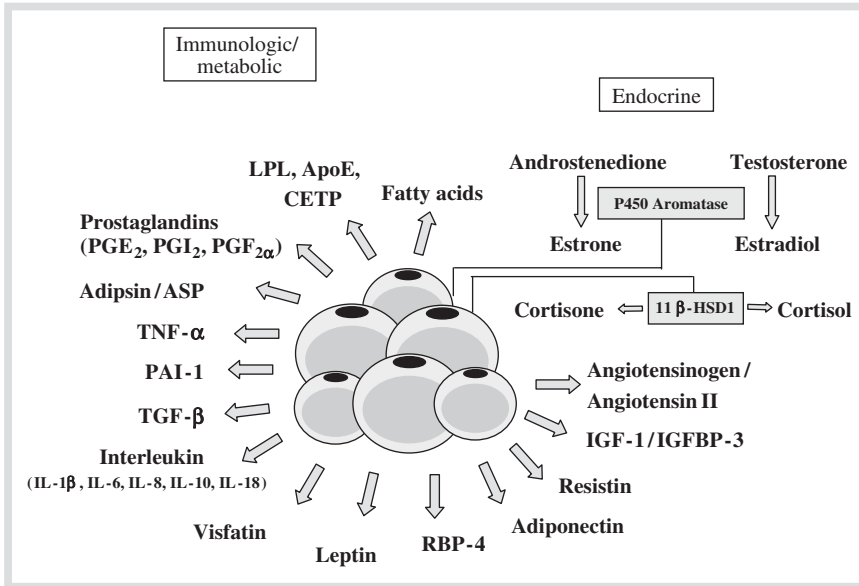 Immunologic/
metabolic
Endocrine
LPL, ApoE,
CETP
Fatty acids
Androstenedione
Testosterone
P450 Aromatase
Estrone
Estradiol
Prostaglandins
(PGE₂, PGI₂, PGF₂α)
Adipsin/ASP
Cortisone
11 β-HSD1
Cortisol
TNF-α
PAI-1
TGF-β
Interleukin
(IL-1β, IL-6, IL-8, IL-10, IL-18)
Visfatin
Leptin
RBP-4
Adiponectin
Resistin
IGF-1/IGFBP-3
Angiotensinogen/
Angiotensin II